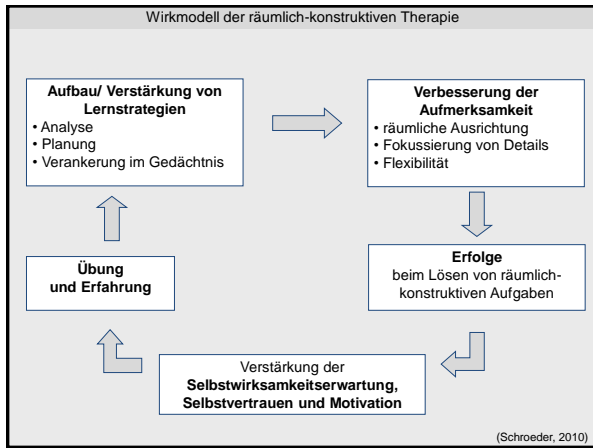 Wirkmodell der räumlich-konstruktiven Therapie
Aufbau/ Verstärkung von
Lernstrategien
• Analyse
• Planung
• Verankerung im Gedächtnis
Verbesserung der
Aufmerksamkeit
• räumliche Ausrichtung
• Fokussierung von Details
• Flexibilität
Erfolge
beim Lösen von räumlich-
konstruktiven Aufgaben
Verstärkung der
Selbstwirksamkeitserwartung,
Selbstvertrauen und Motivation
Übung
und Erfahrung
(Schroeder, 2010)